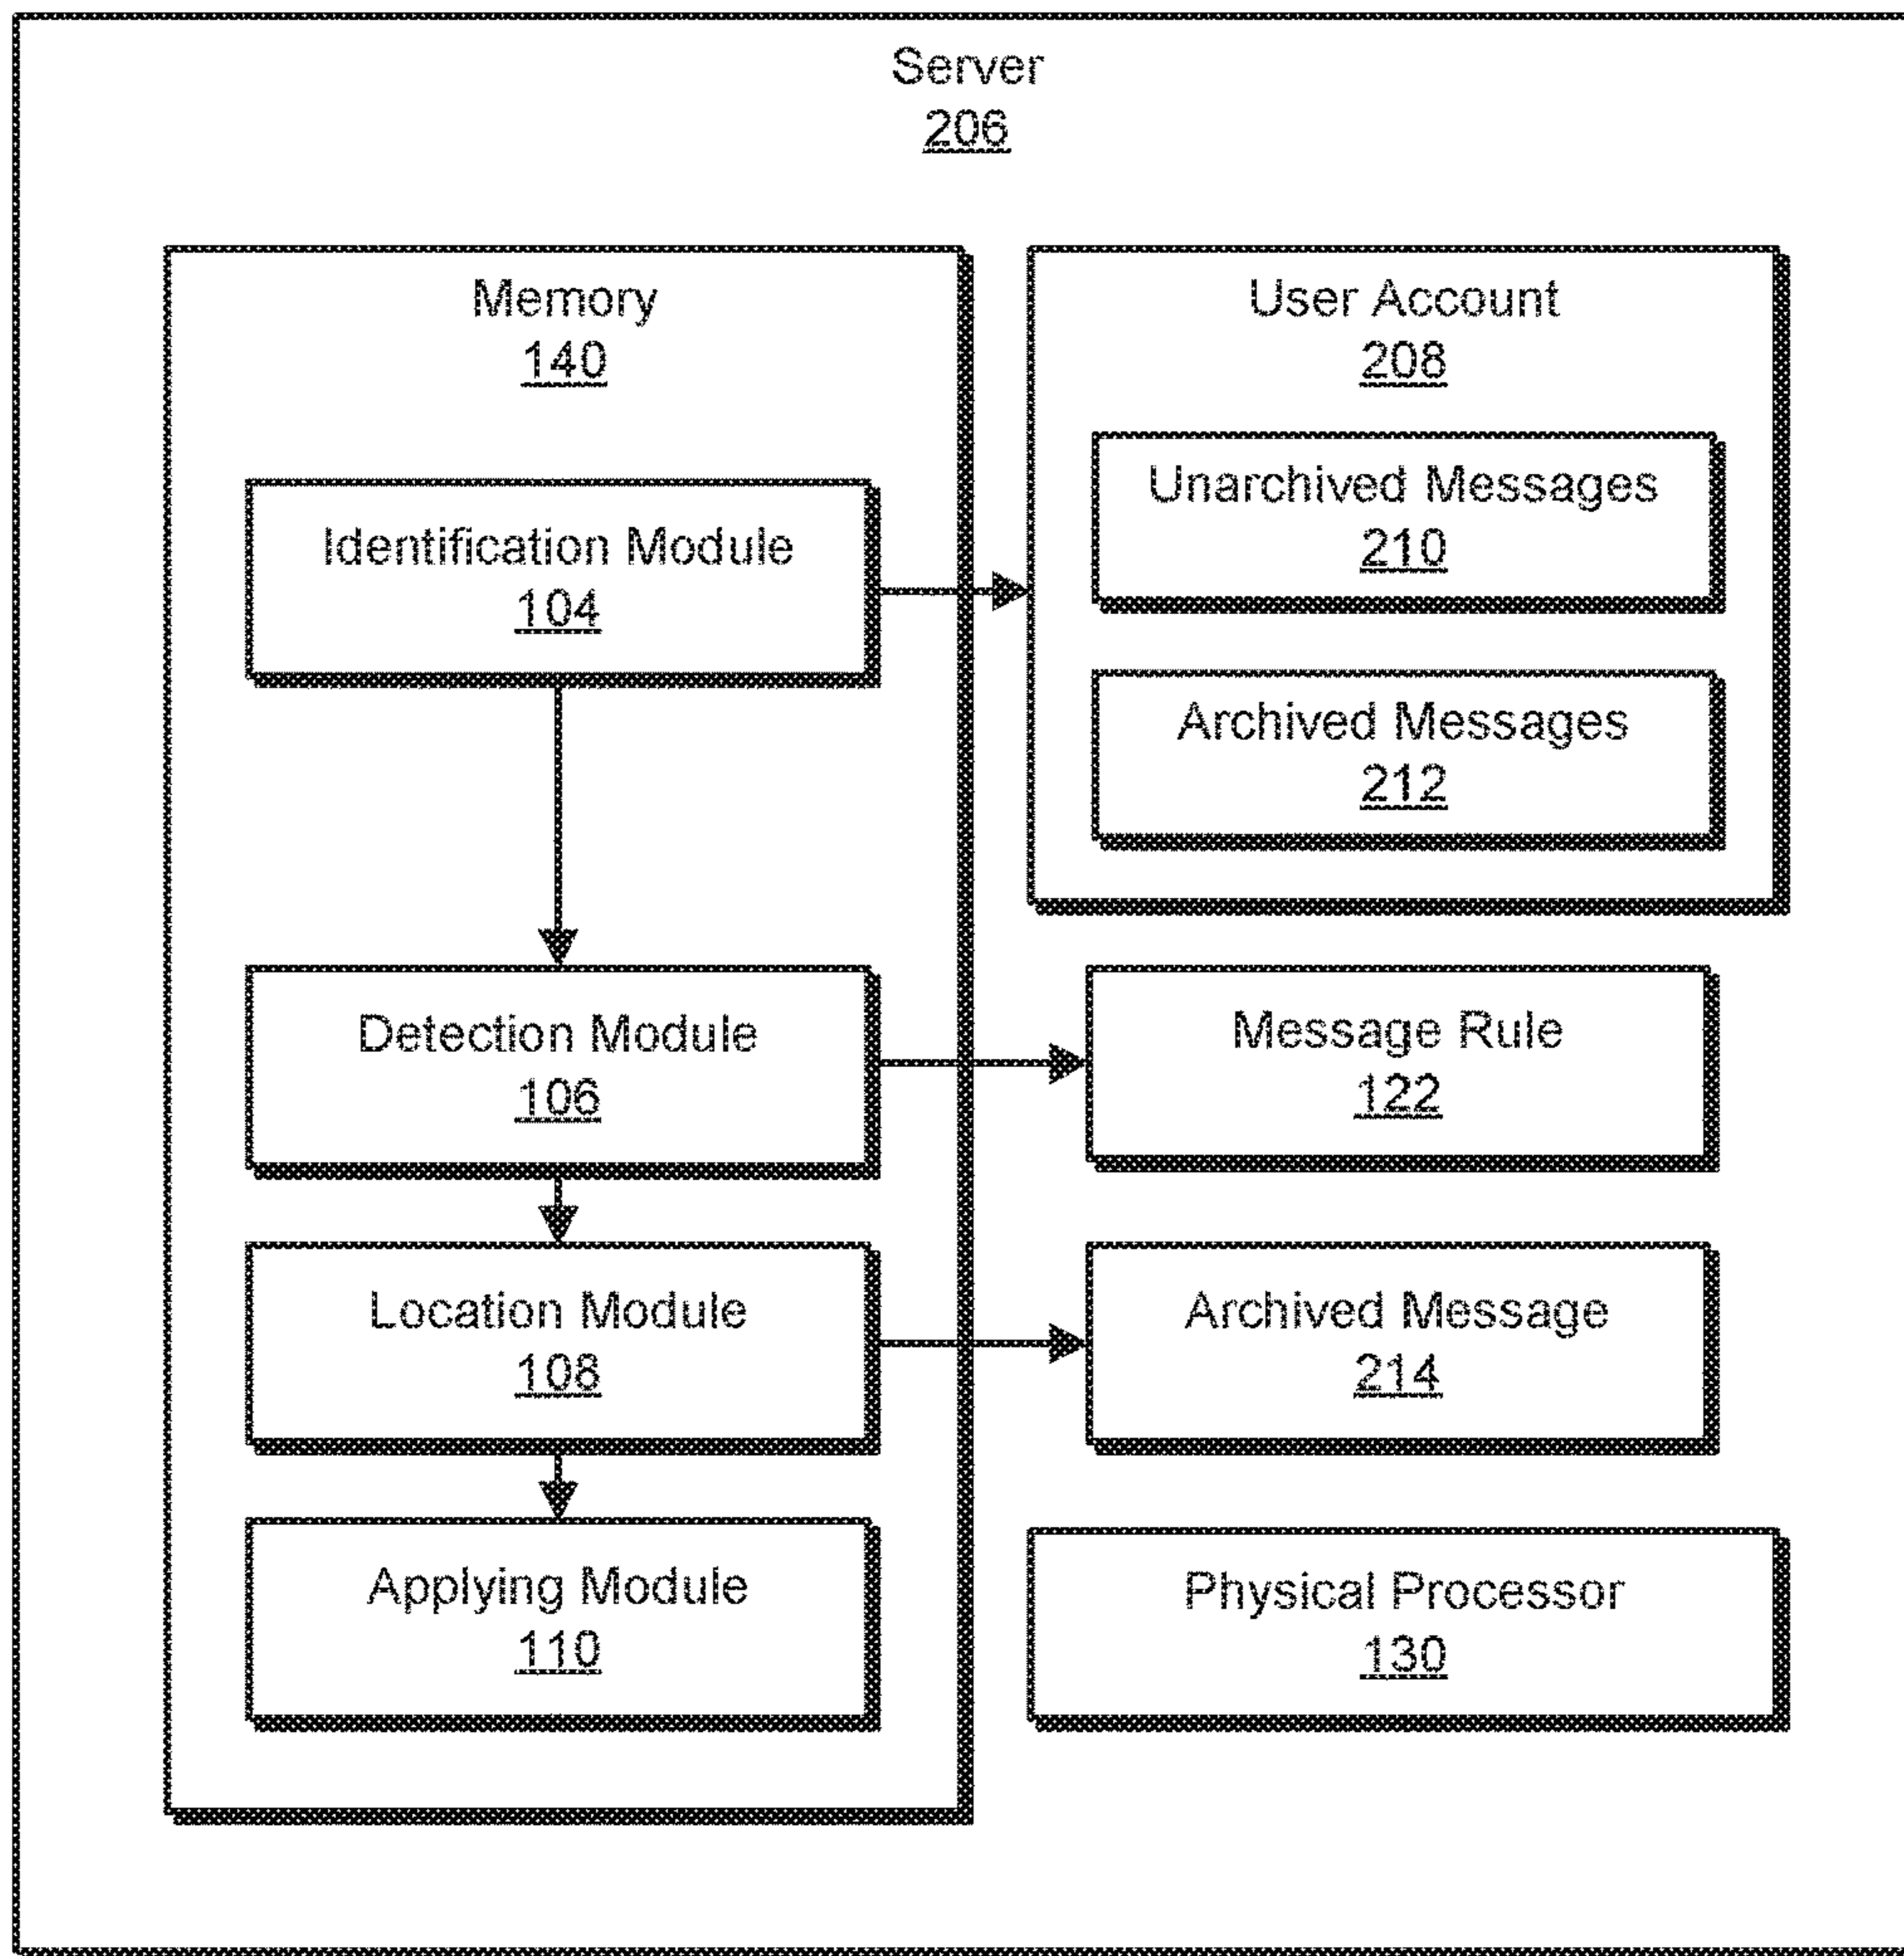 Server
206
Memory
140
User Account
208
Unarchived Messages
210
Identification Module
104
Archived Messages
212
Detection Module
106
Message Rule
122
Location Module
108
Archived Message
214
Applying Module
110
Physical Processor
130